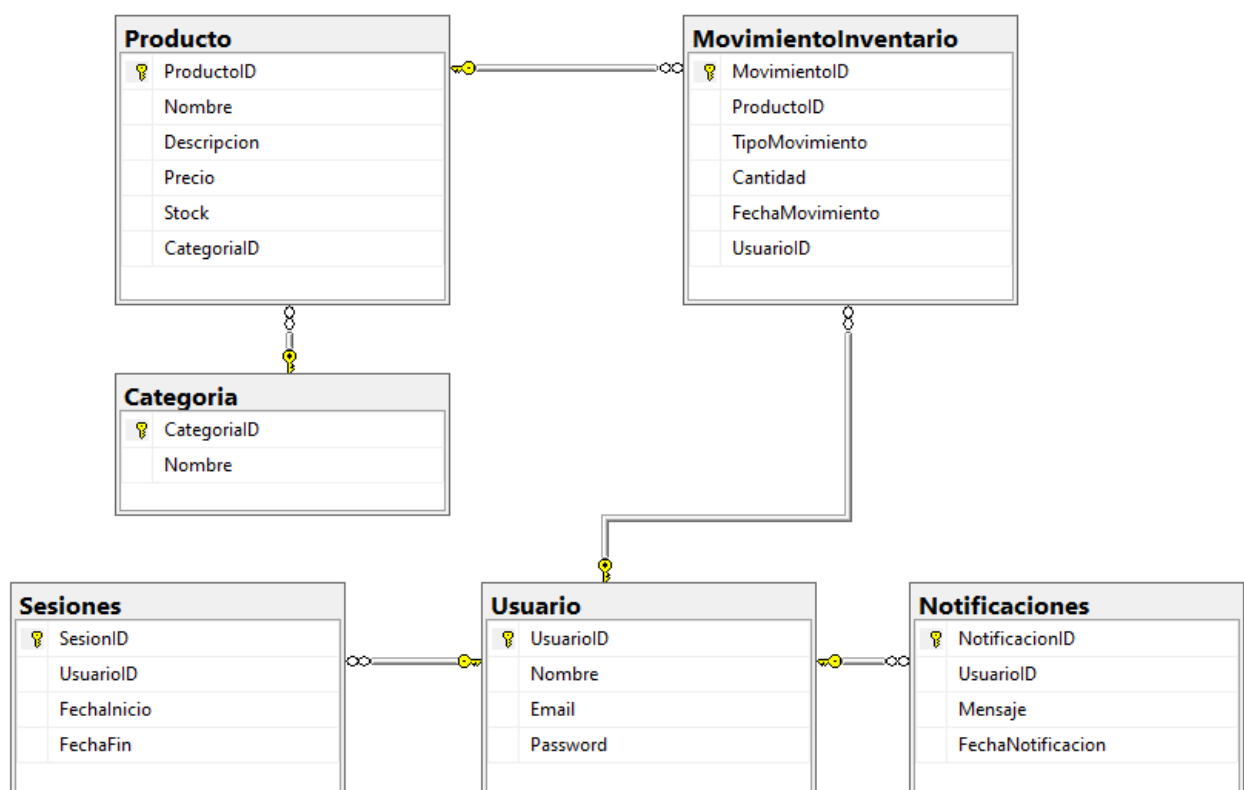 Producto
ProductoID
Nombre
Descripcion
Precio
Stock
CategoriaID
MovimientoInventario
MovimientoID
ProductoID
TipoMovimiento
Cantidad
FechaMovimiento
UsuarioID
Categoria
CategoriaID
Nombre
Sesiones
SesionID
UsuarioID
FechaInicio
FechaFin
Usuario
UsuarioID
Nombre
Email
Password
Notificaciones
NotificacionID
UsuarioID
Mensaje
FechaNotificacion